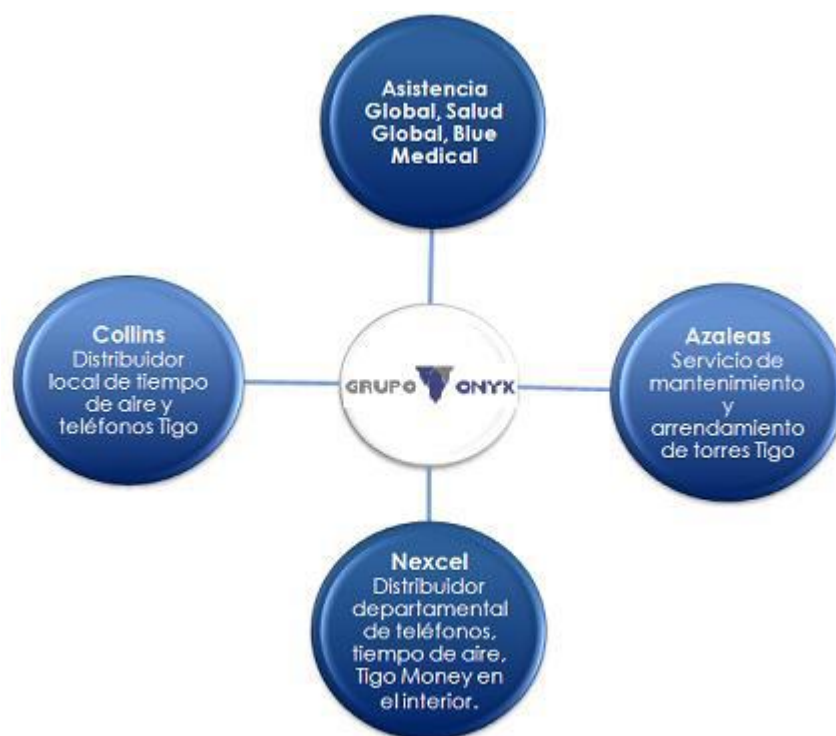 Asistencia
Global, Salud
Global, Blue
Medical
Collins
Distribuidor
local de tiempo
de aire y
teléfonos Tigo
GRUPO ONYX
Azaleas
Servicio de
mantenimiento
y
arrendamiento
de torres Tigo
Nexcel
Distribuidor
departamental
de teléfonos,
tiempo de aire,
Tigo Money en
el interior.